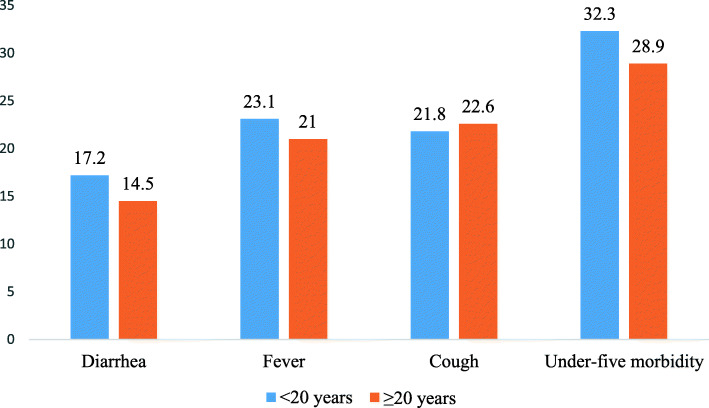 35
30
25
20
15
10
5
0
17.2
14.5
23.1
21
21.8
22.6
32.3
28.9
Diarrhea
Fever
Cough
Under-five morbidity
<20 years
≥20 years